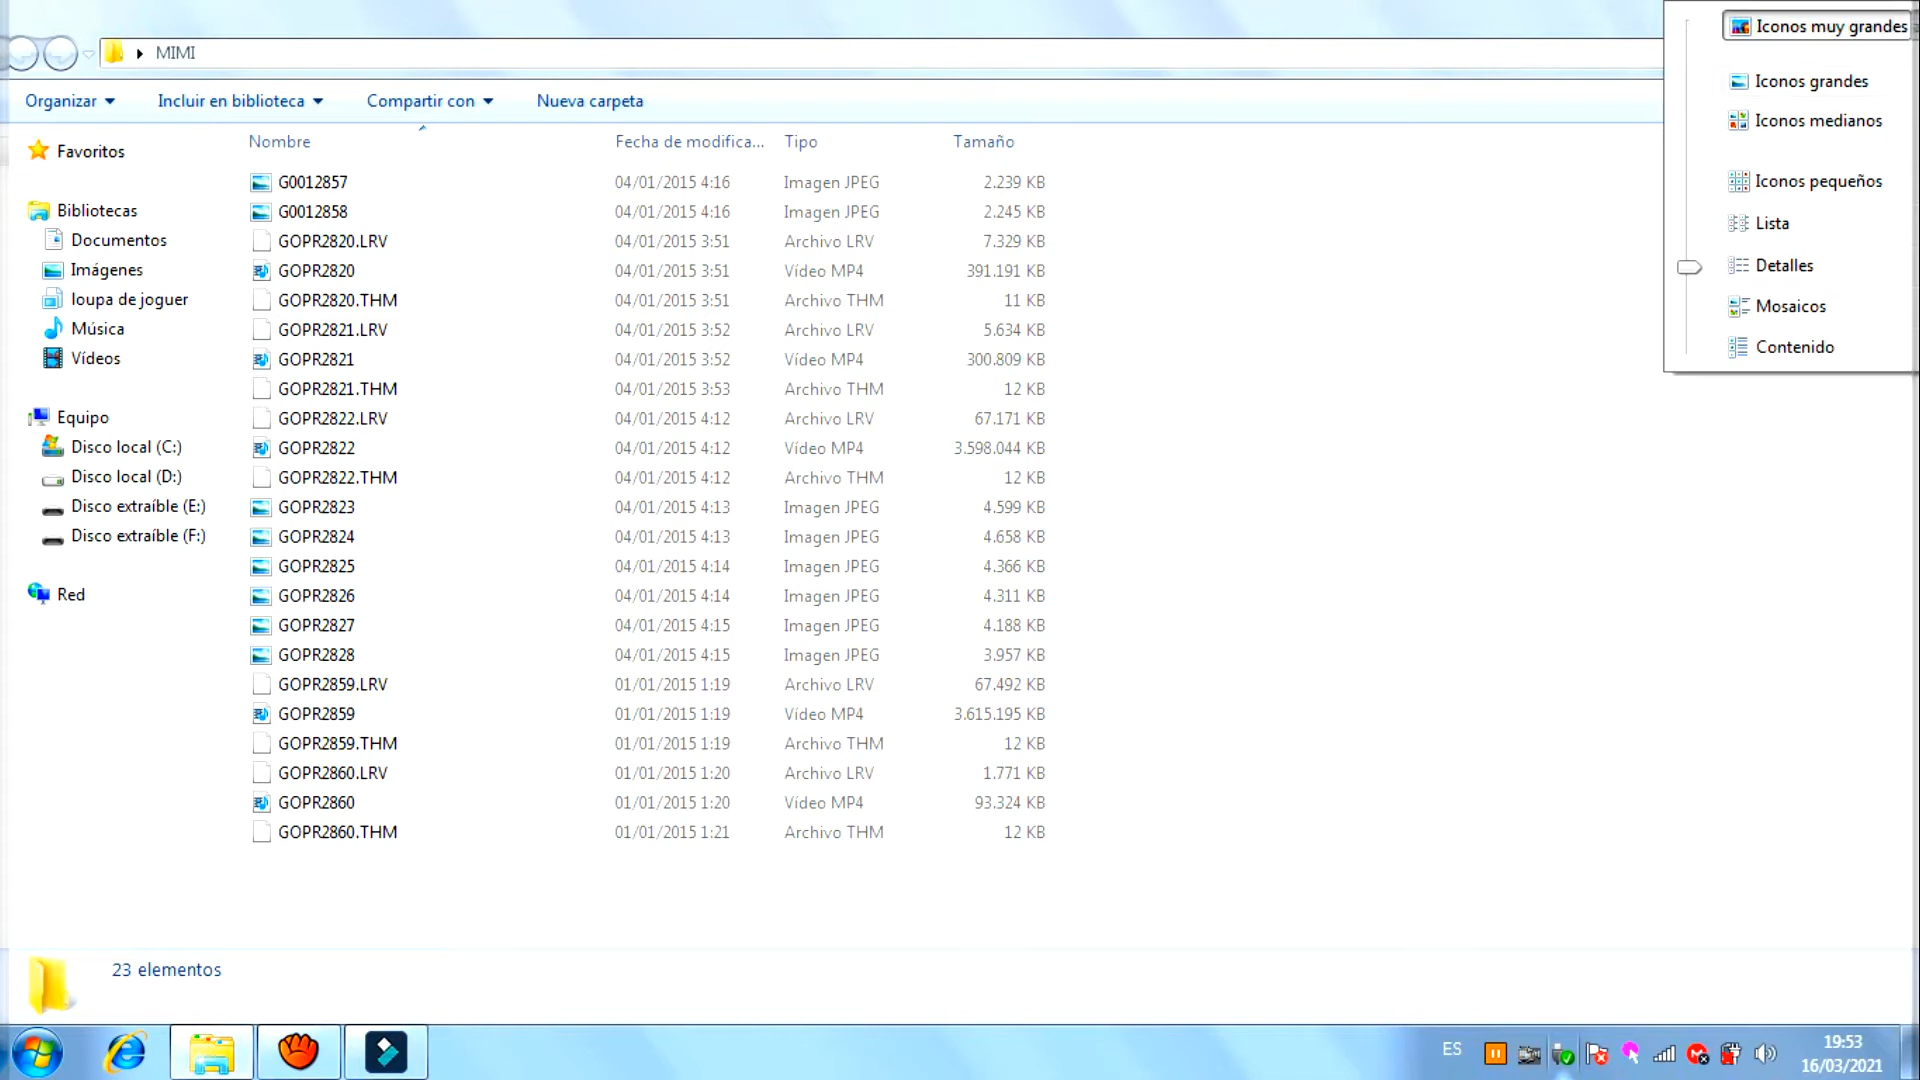 MIMI
Organizar
Incluir en biblioteca
Compartir con
Nueva carpeta
Favoritos
Bibliotecas
Documentos
Imágenes
loupa de joguer
Música
Vídeos
Equipo
Disco local (C:)
Disco local (D:)
Disco extraíble (E:)
Disco extraíble (F:)
Red
Nombre Fecha de modifica... Tipo Tamaño
G0012857 04/01/2015 4:16 Imagen JPEG 2.239 KB
G0012858 04/01/2015 4:16 Imagen JPEG 2.245 KB
GOPR2820.LRV 04/01/2015 3:51 Archivo LRV 7.329 KB
GOPR2820 04/01/2015 3:51 Vídeo MP4 391.191 KB
GOPR2820.THM 04/01/2015 3:51 Archivo THM 11 KB
GOPR2821.LRV 04/01/2015 3:52 Archivo LRV 5.634 KB
GOPR2821 04/01/2015 3:52 Vídeo MP4 300.809 KB
GOPR2821.THM 04/01/2015 3:53 Archivo THM 12 KB
GOPR2822.LRV 04/01/2015 4:12 Archivo LRV 67.171 KB
GOPR2822 04/01/2015 4:12 Vídeo MP4 3.598.044 KB
GOPR2822.THM 04/01/2015 4:12 Archivo THM 12 KB
GOPR2823 04/01/2015 4:13 Imagen JPEG 4.599 KB
GOPR2824 04/01/2015 4:13 Imagen JPEG 4.658 KB
GOPR2825 04/01/2015 4:14 Imagen JPEG 4.366 KB
GOPR2826 04/01/2015 4:14 Imagen JPEG 4.311 KB
GOPR2827 04/01/2015 4:15 Imagen JPEG 4.188 KB
GOPR2828 04/01/2015 4:15 Imagen JPEG 3.957 KB
GOPR2859.LRV 01/01/2015 1:19 Archivo LRV 67.492 KB
GOPR2859 01/01/2015 1:19 Vídeo MP4 3.615.195 KB
GOPR2859.THM 01/01/2015 1:19 Archivo THM 12 KB
GOPR2860.LRV 01/01/2015 1:20 Archivo LRV 1.771 KB
GOPR2860 01/01/2015 1:20 Vídeo MP4 93.324 KB
GOPR2860.THM 01/01/2015 1:21 Archivo THM 12 KB
Iconos muy grandes
Iconos grandes
Iconos medianos
Iconos pequeños
Lista
Detalles
Mosaicos
Contenido
23 elementos
ES
19:53
16/03/2021